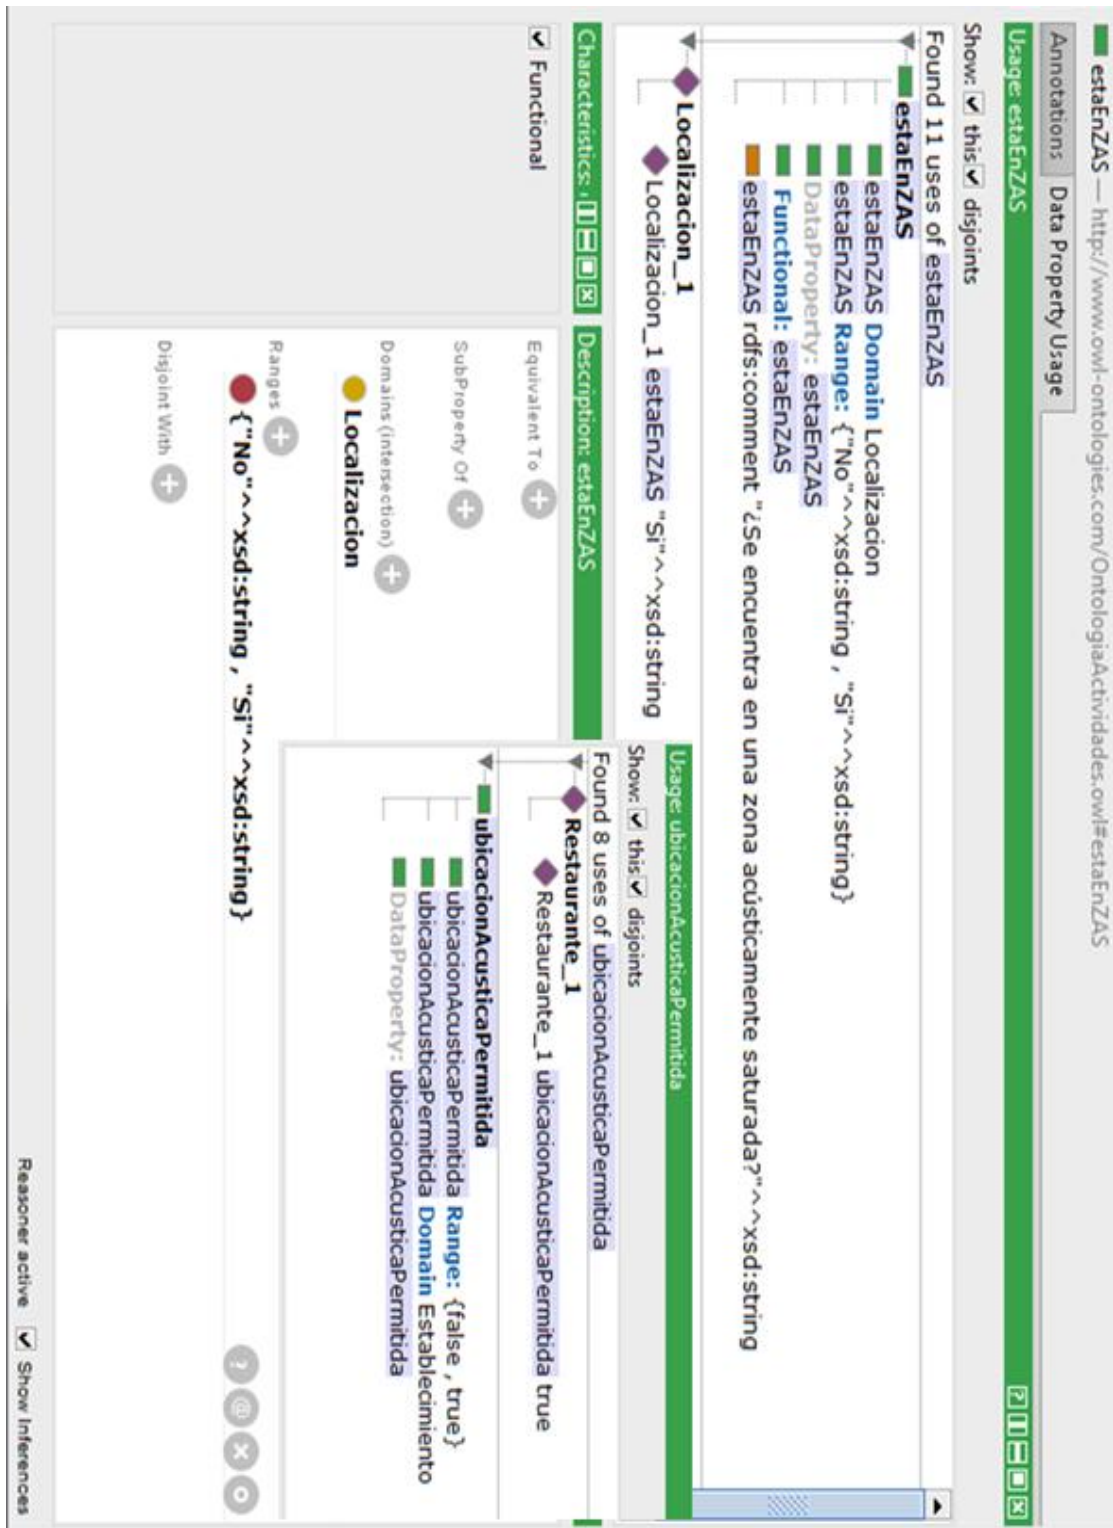 estaEnZAS — http://www.owl-ontologies.com/OntologiaActividades.owl#estaEnZAS
Annotations Data Property Usage
Usage: estaEnZAS
Show: this disjoints
Found 11 uses of estaEnZAS
estaEnZAS
estaEnZAS Domain Localizacion
estaEnZAS Range: {"No"^^xsd:string , "Si"^^xsd:string}
DataProperty: estaEnZAS
Functional: estaEnZAS
estaEnZAS rdfs:comment "¿Se encuentra en una zona acústicamente saturada?"^^xsd:string
Localizacion_1
Localizacion_1 estaEnZAS "Si"^^xsd:string
Characteristics: .
Functional
Description: estaEnZAS
Equivalent To
SubProperty Of
Domains (intersection)
Localizacion
Ranges
{"No"^^xsd:string , "Si"^^xsd:string}
Disjoint With
Usage: ubicacionAcusticaPermitida
Show: this disjoints
Found 8 uses of ubicacionAcusticaPermitida
Restaurante_1
Restaurante_1 ubicacionAcusticaPermitida true
ubicacionAcusticaPermitida
ubicacionAcusticaPermitida Range: {false , true}
ubicacionAcusticaPermitida Domain Establecimiento
DataProperty: ubicacionAcusticaPermitida
Reasoner active Show Inferences